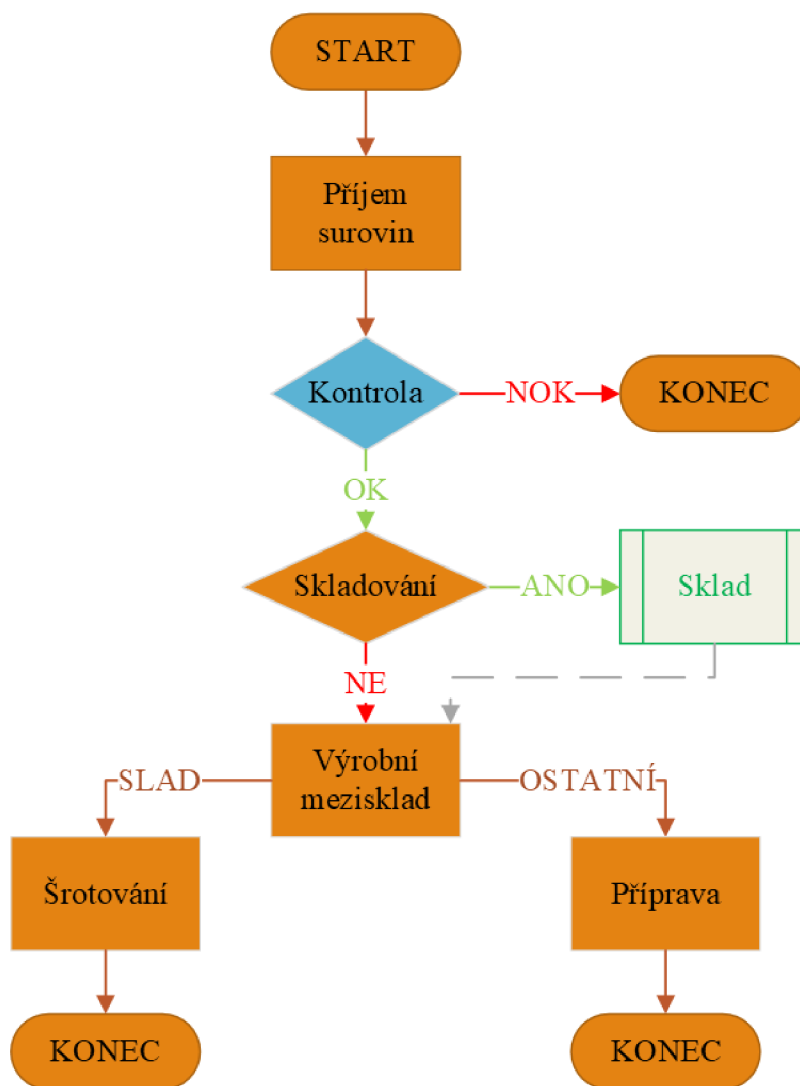 START
Příjem
surovin
Kontrola
NOK
KONEC
OK
Skladování
ANO
Sklad
NE
Výrobní
mezisklad
SLAD
OSTATNÍ
Šrotování
Příprava
KONEC
KONEC